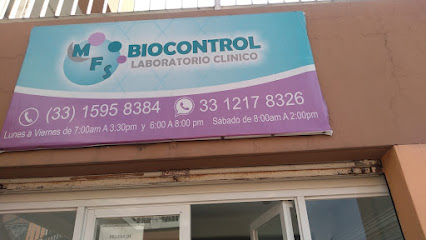 MFS BIOCONTROL
LABORATORIO CLINICO
(33) 1595 8384 33 1217 8326
Lunes a Viernes de 7:00am A 3:30pm y 6:00 A 8:00 pm Sábado de 8:00am A 2:00pm